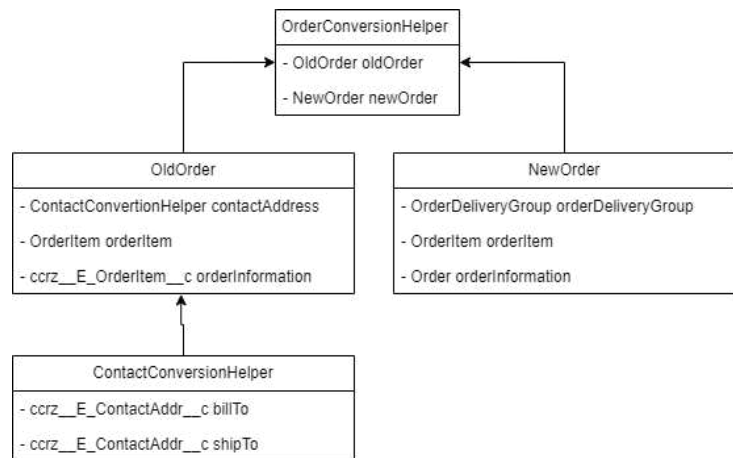 OrderConversionHelper
- OldOrder oldOrder
- NewOrder newOrder
OldOrder
- ContactConvertionHelper contactAddress
- OrderItem orderItem
- ccrz__E_OrderItem__c orderInformation
NewOrder
- OrderDeliveryGroup orderDeliveryGroup
- OrderItem orderItem
- Order orderInformation
ContactConversionHelper
- ccrz__E_ContactAddr__c billTo
- ccrz__E_ContactAddr__c shipTo